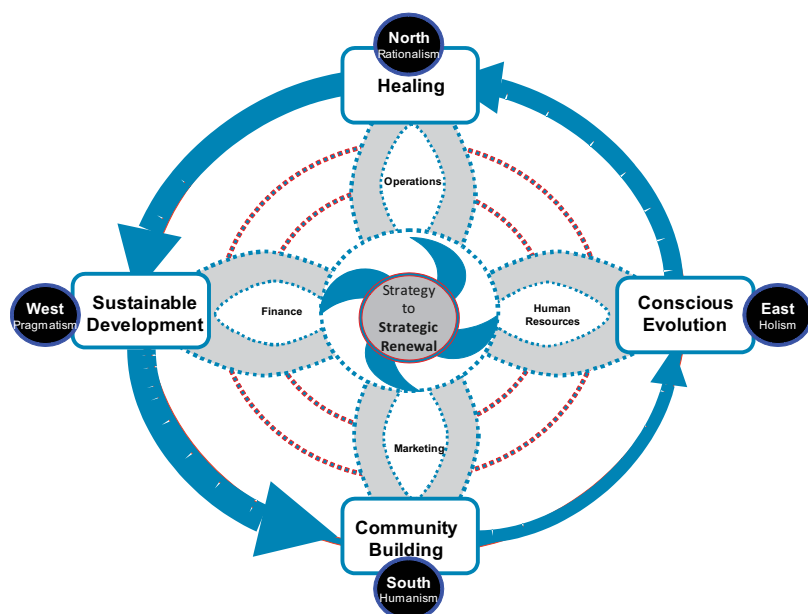 North
Rationalism
Healing
Operations
West
Pragmatism
Sustainable
Development
Finance
Strategy
to
Strategic
Renewal
Human
Resources
Conscious
Evolution
East
Holism
Marketing
Community
Building
South
Humanism